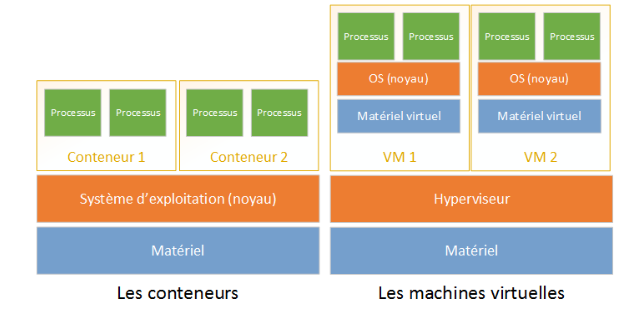 Processus
Processus
Conteneur 1
Processus
Processus
Conteneur 2
Système d'exploitation (noyau)
Matériel
Les conteneurs
Processus
Processus
OS (noyau)
Matériel virtuel
VM 1
Processus
Processus
OS (noyau)
Matériel virtuel
VM 2
Hyperviseur
Matériel
Les machines virtuelles